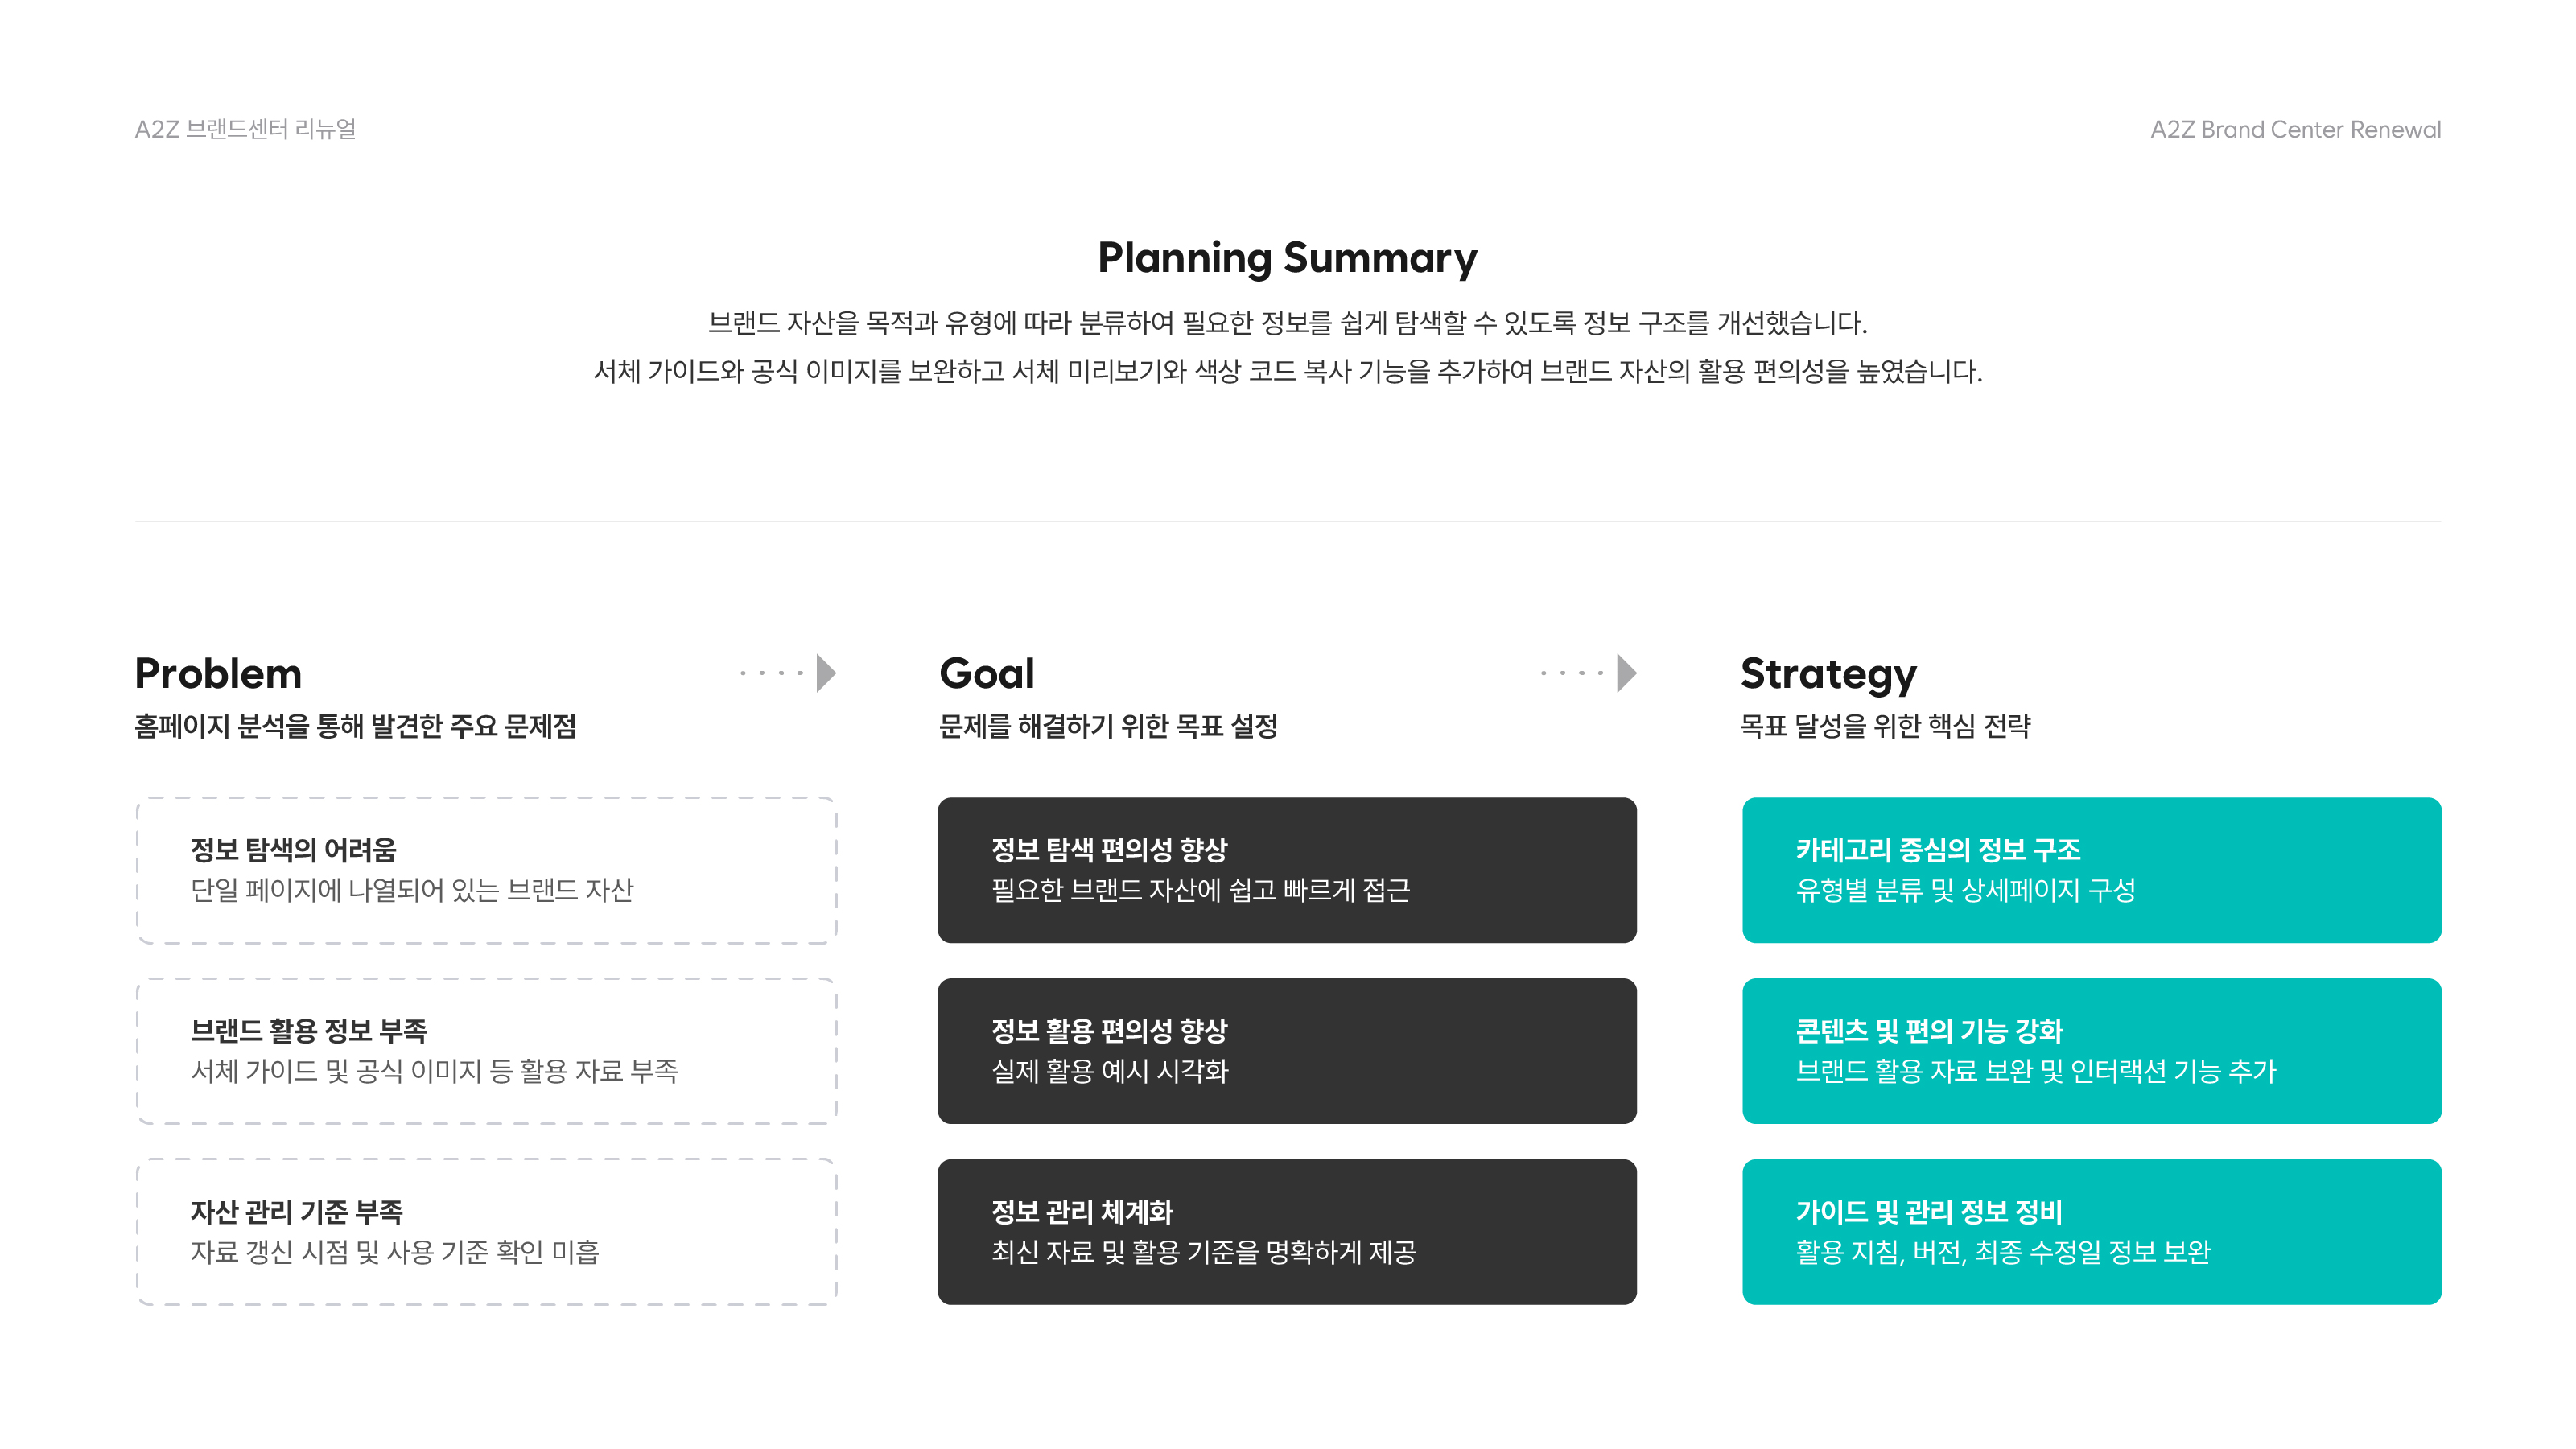 A2Z 브랜드센터 리뉴얼
A2Z Brand Center Renewal
Planning Summary
브랜드 자산을 목적과 유형에 따라 분류하여 필요한 정보를 쉽게 탐색할 수 있도록 정보 구조를 개선했습니다.
서체 가이드와 공식 이미지를 보완하고 서체 미리보기와 색상 코드 복사 기능을 추가하여 브랜드 자산의 활용 편의성을 높였습니다.
Problem
홈페이지 분석을 통해 발견한 주요 문제점
정보 탐색의 어려움
단일 페이지에 나열되어 있는 브랜드 자산
브랜드 활용 정보 부족
서체 가이드 및 공식 이미지 등 활용 자료 부족
자산 관리 기준 부족
자료 갱신 시점 및 사용 기준 확인 미흡
Goal
문제를 해결하기 위한 목표 설정
정보 탐색 편의성 향상
필요한 브랜드 자산에 쉽고 빠르게 접근
정보 활용 편의성 향상
실제 활용 예시 시각화
정보 관리 체계화
최신 자료 및 활용 기준을 명확하게 제공
Strategy
목표 달성을 위한 핵심 전략
카테고리 중심의 정보 구조
유형별 분류 및 상세페이지 구성
콘텐츠 및 편의 기능 강화
브랜드 활용 자료 보완 및 인터랙션 기능 추가
가이드 및 관리 정보 정비
활용 지침, 버전, 최종 수정일 정보 보완